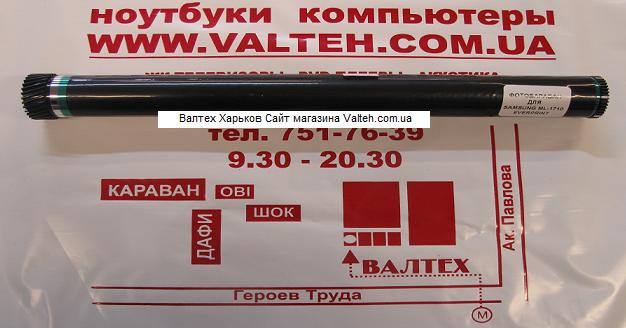 ноутбуки компьютеры
www.VALTEH.COM.UA
ФОТОБАРАБАН
ДЛЯ
SAMSUNG ML-1710
EVERPRINT
Валтех Харьков Сайт магазина Valteh.com.ua
тел. 751-76-39
9.30 - 20.30
КАРАВАН
ОВІ
ШОК
ДАФИ
ВАЛТЕХ
Героев Труда
М
Ак. Павлова